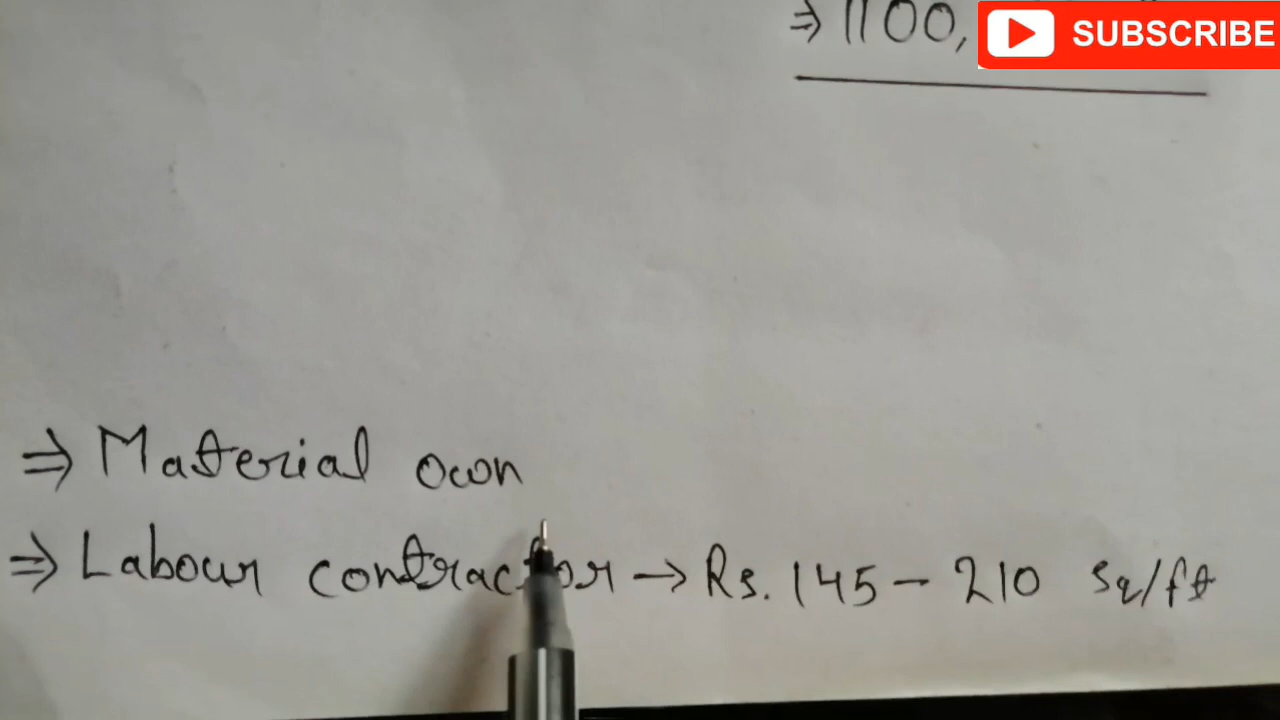 ⇒ 1100,
SUBSCRIBE
⇒ Material own
⇒ Labour contractor → Rs. 145 - 210 Sq/ft